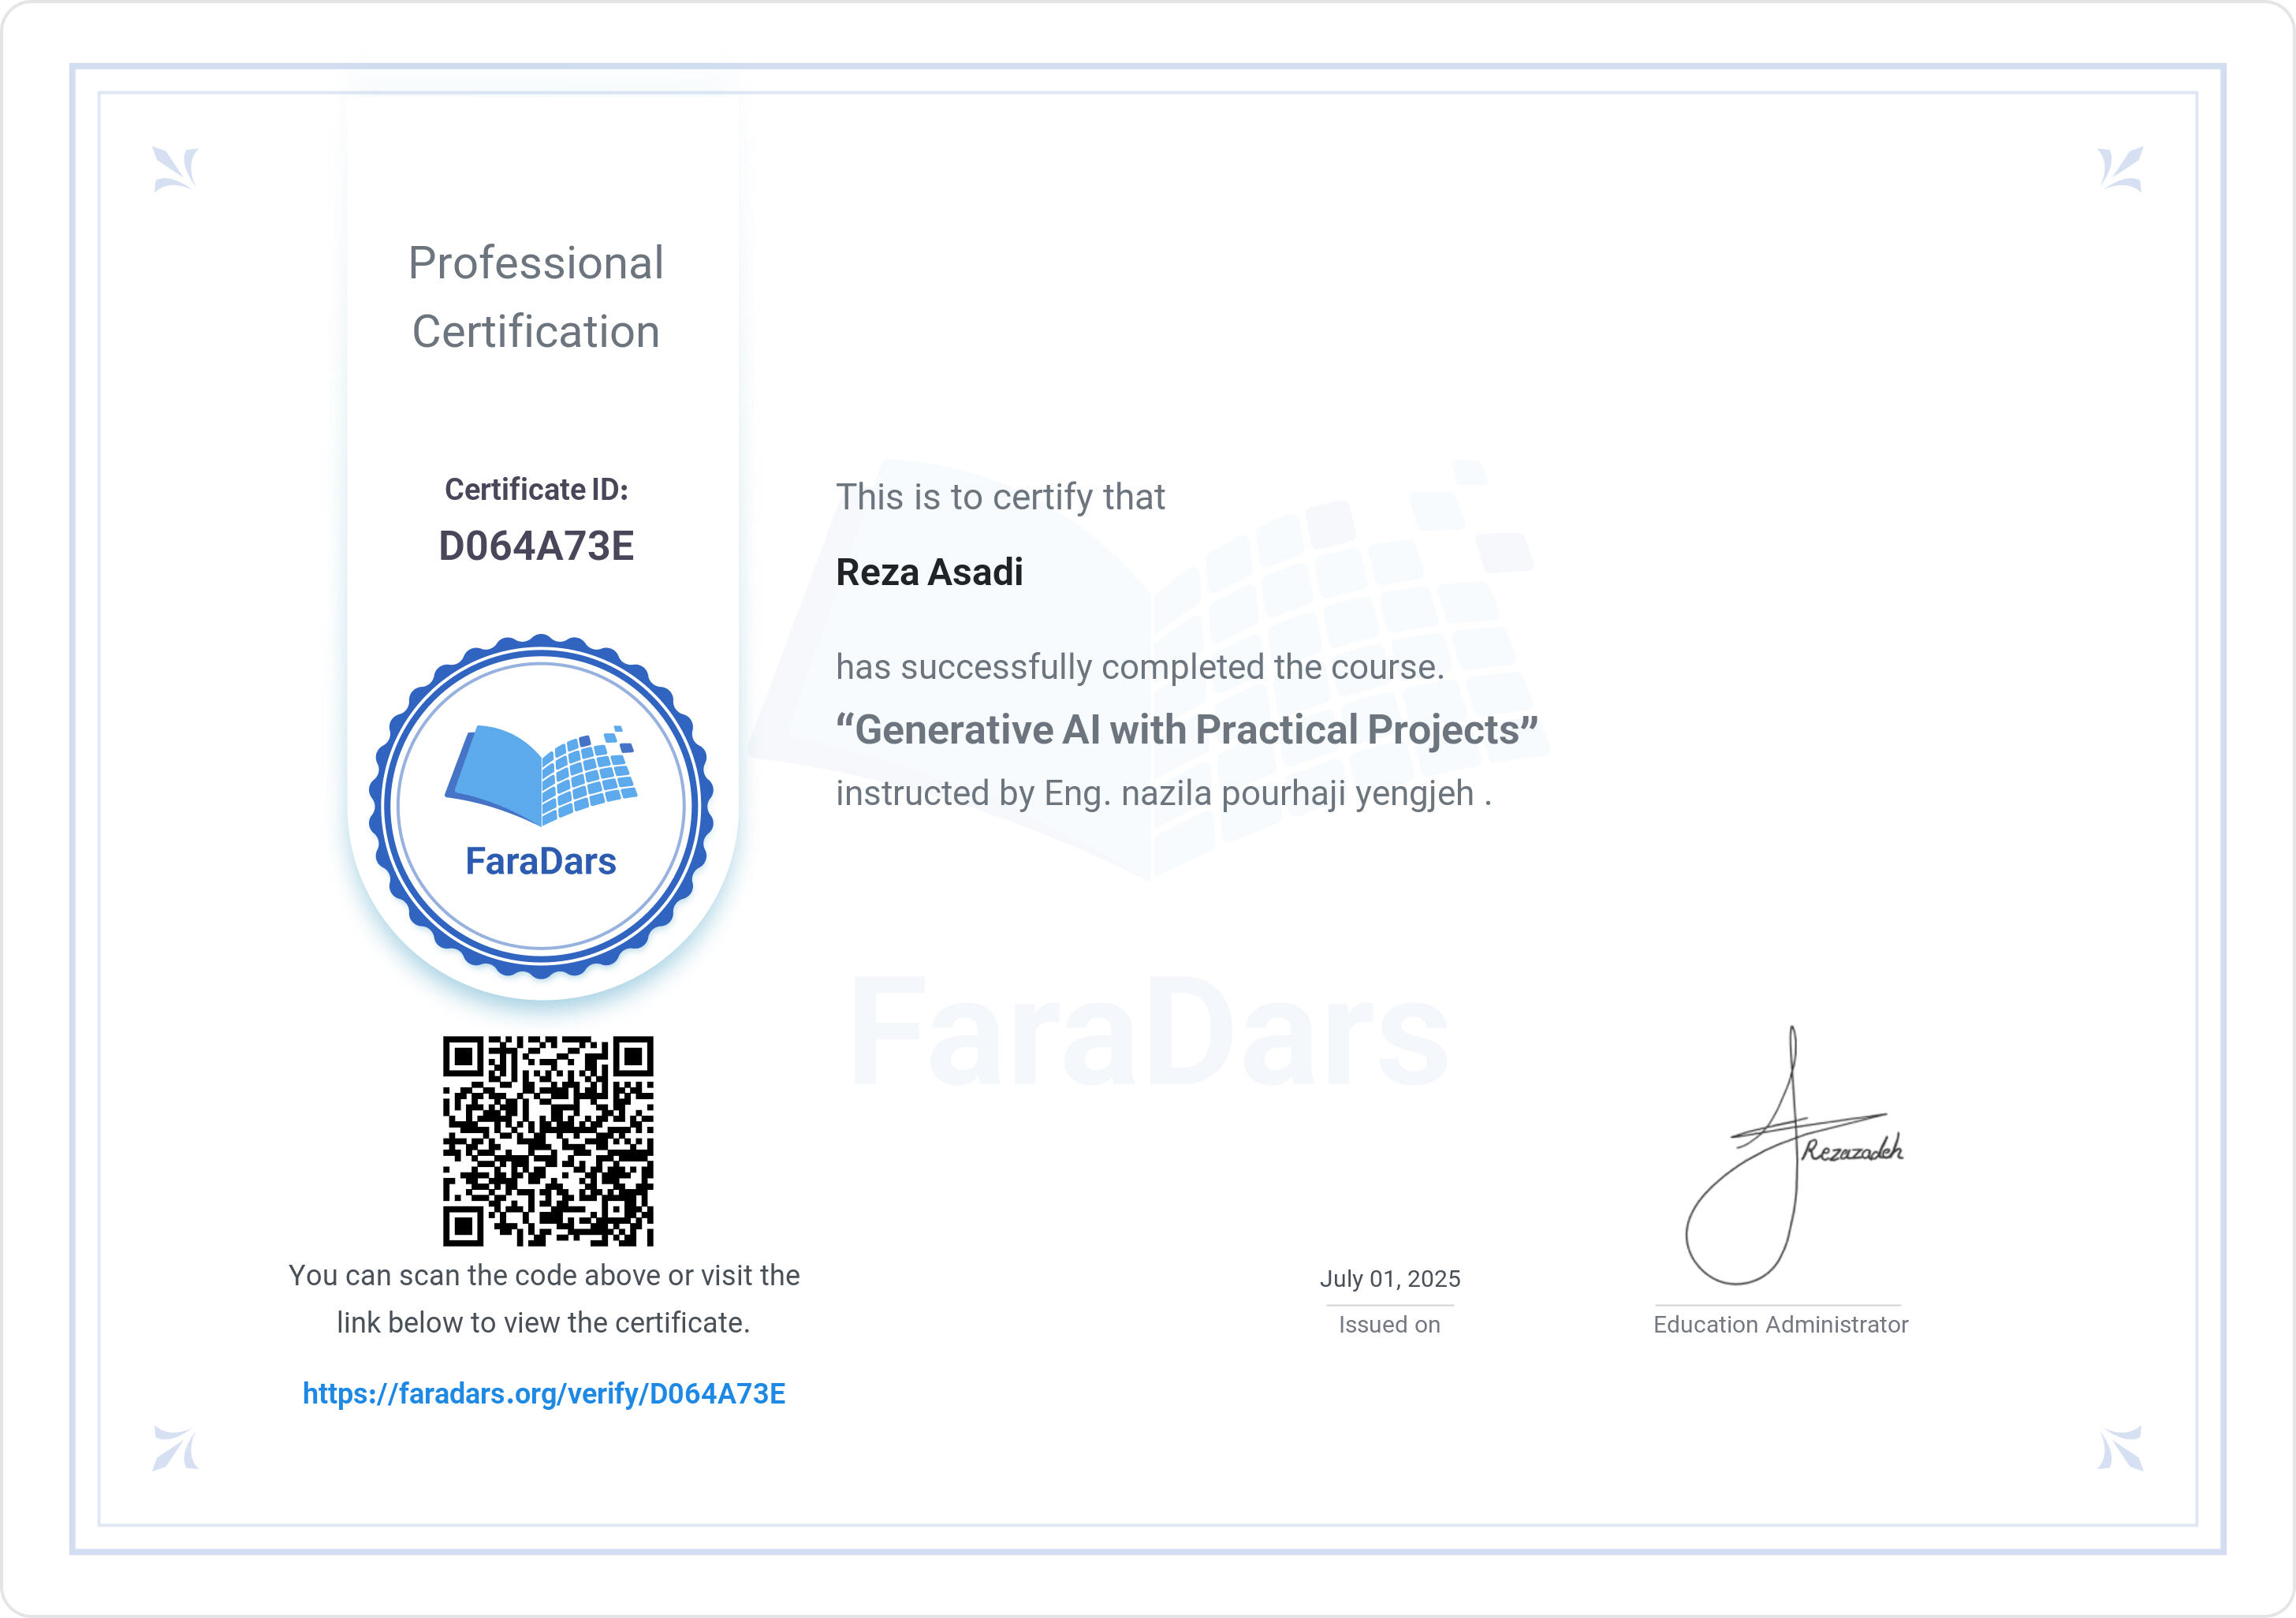 Professional
Certification
Certificate ID:
D064A73E
FaraDars
You can scan the code above or visit the
link below to view the certificate.
https://faradars.org/verify/D064A73E
This is to certify that
Reza Asadi
has successfully completed the course.
“Generative AI with Practical Projects”
instructed by Eng. nazila pourhaji yengjeh .
FaraDars
July 01, 2025
Issued on
Rezazadeh
Education Administrator